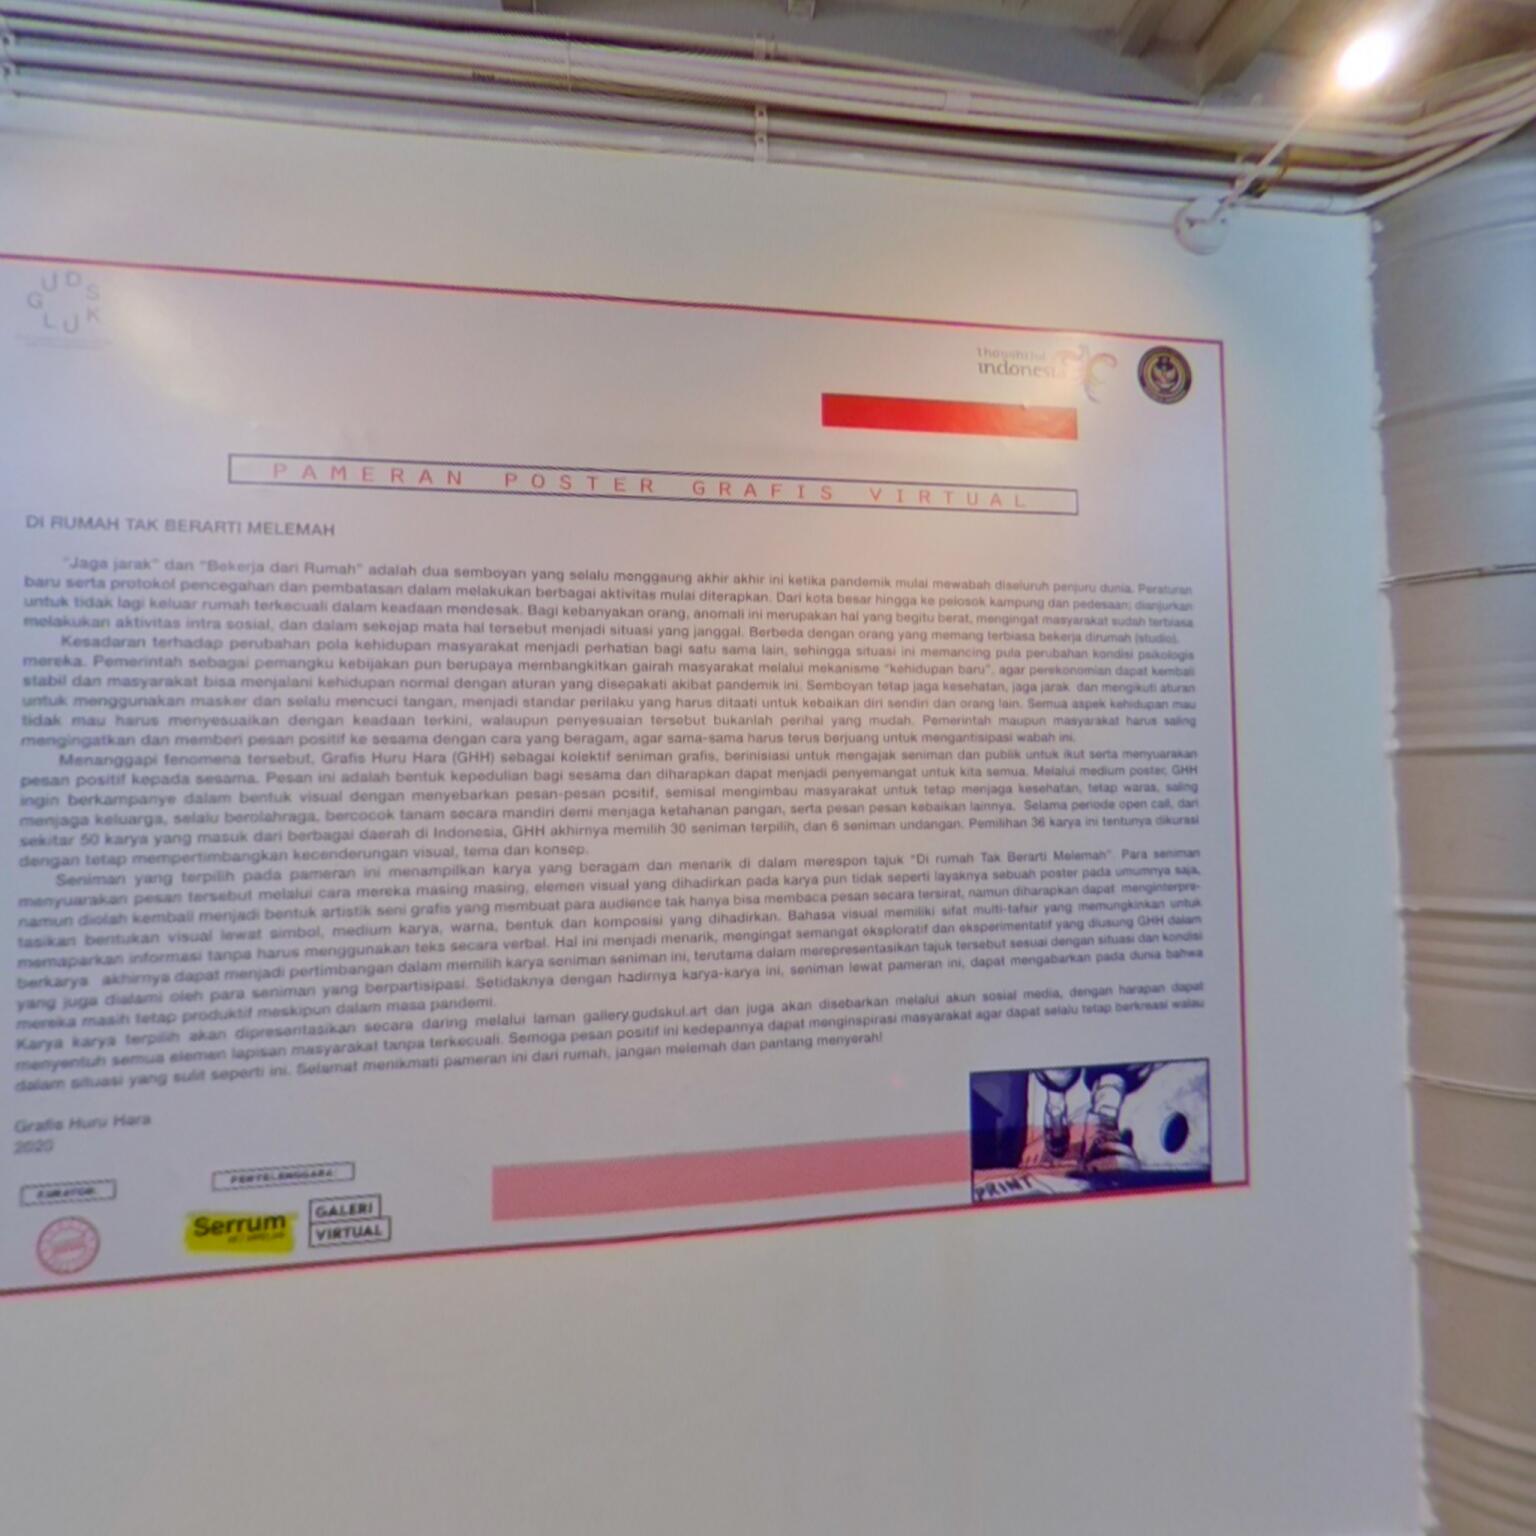 GUDSKUL
thoughtful
indonesia
PAMERAN POSTER GRAFIS VIRTUAL
DI RUMAH TAK BERARTI MELEMAH
"Jaga jarak" dan "Bekerja dari Rumah" adalah dua semboyan yang selalu menggaung akhir akhir ini ketika pandemik mulai mewabah diseluruh penjuru dunia. Peraturan
baru serta protokol pencegahan dan pembatasan dalam melakukan berbagai aktivitas mulai diterapkan. Dari kota besar hingga ke pelosok kampung dan pedesaan; dianjurkan
untuk tidak lagi keluar rumah terkecuali dalam keadaan mendesak. Bagi kebanyakan orang, anomali ini merupakan hal yang begitu berat, mengingat masyarakat sudah terbiasa
melakukan aktivitas intra sosial, dan dalam sekejap mata hal tersebut menjadi situasi yang janggal. Berbeda dengan orang yang memang terbiasa bekerja dirumah (studio).
Kesadaran terhadap perubahan pola kehidupan masyarakat menjadi perhatian bagi satu sama lain, sehingga situasi ini memancing pula perubahan kondisi psikologis
mereka. Pemerintah sebagai pemangku kebijakan pun berupaya membangkitkan gairah masyarakat melalui mekanisme "kehidupan baru", agar perekonomian dapat kembali
stabil dan masyarakat bisa menjalani kehidupan normal dengan aturan yang disepakati akibat pandemik ini. Semboyan tetap jaga kesehatan, jaga jarak dan mengikuti aturan
untuk menggunakan masker dan selalu mencuci tangan, menjadi standar perilaku yang harus ditaati untuk kebaikan diri sendiri dan orang lain. Semua aspek kehidupan mau
tidak mau harus menyesuaikan dengan keadaan terkini, walaupun penyesuaian tersebut bukanlah perihal yang mudah. Pemerintah maupun masyarakat harus saling
mengingatkan dan memberi pesan positif ke sesama dengan cara yang beragam, agar sama-sama harus terus berjuang untuk mengantisipasi wabah ini.
Menanggapi fenomena tersebut, Grafis Huru Hara (GHH) sebagai kolektif seniman grafis, berinisiasi untuk mengajak seniman dan publik untuk ikut serta menyuarakan
pesan positif kepada sesama. Pesan ini adalah bentuk kepedulian bagi sesama dan diharapkan dapat menjadi penyemangat untuk kita semua. Melalui medium poster, GHH
ingin berkampanye dalam bentuk visual dengan menyebarkan pesan-pesan positif, semisal mengimbau masyarakat untuk tetap menjaga kesehatan, tetap waras, saling
menjaga keluarga, selalu berolahraga, bercocok tanam secara mandiri demi menjaga ketahanan pangan, serta pesan pesan kebaikan lainnya. Selama periode open call, dari
sekitar 50 karya yang masuk dari berbagai daerah di Indonesia, GHH akhirnya memilih 30 seniman terpilih, dan 6 seniman undangan. Pemilihan 36 karya ini tentunya dikurasi
dengan tetap mempertimbangkan kecenderungan visual, tema dan konsep.
Seniman yang terpilih pada pameran ini menampilkan karya yang beragam dan menarik di dalam merespon tajuk "Di rumah Tak Berarti Melemah". Para seniman
menyuarakan pesan tersebut melalui cara mereka masing masing, elemen visual yang dihadirkan pada karya pun tidak seperti layaknya sebuah poster pada umumnya saja,
namun diolah kembali menjadi bentuk artistik seni grafis yang membuat para audience tak hanya bisa membaca pesan secara tersirat, namun diharapkan dapat menginterpre-
tasikan bentukan visual lewat simbol, medium karya, warna, bentuk dan komposisi yang dihadirkan. Bahasa visual memiliki sifat multi-tafsir yang memungkinkan untuk
memaparkan informasi tanpa harus menggunakan teks secara verbal. Hal ini menjadi menarik, mengingat semangat eksploratif dan eksperimentatif yang diusung GHH dalam
berkarya akhirnya dapat menjadi pertimbangan dalam memilih karya seniman seniman ini, terutama dalam merepresentasikan tajuk tersebut sesuai dengan situasi dan kondisi
yang juga dialami oleh para seniman yang berpartisipasi. Setidaknya dengan hadirnya karya-karya ini, seniman lewat pameran ini, dapat mengabarkan pada dunia bahwa
mereka masih tetap produktif meskipun dalam masa pandemi.
Karya karya terpilih akan dipresentasikan secara daring melalui laman gallery.gudskul.art dan juga akan disebarkan melalui akun sosial media, dengan harapan dapat
menyentuh semua elemen lapisan masyarakat tanpa terkecuali. Semoga pesan positif ini kedepannya dapat menginspirasi masyarakat agar dapat selalu tetap berkreasi walau
dalam situasi yang sulit seperti ini. Selamat menikmati pameran ini dari rumah, jangan melemah dan pantang menyerah!
Grafis Huru Hara
2020
KURATOR:
PENYELENGGARA:
Serrum
GALERI
VIRTUAL
PRINT